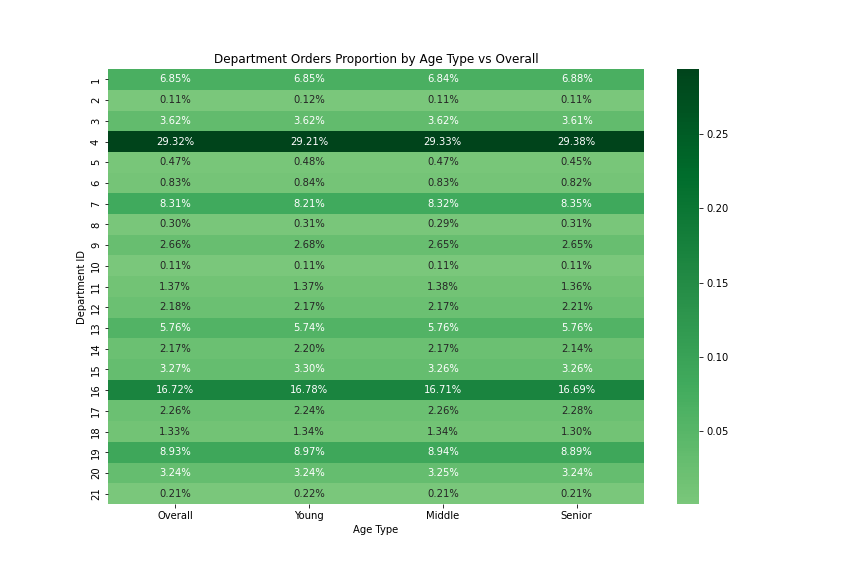 Department Orders Proportion by Age Type vs Overall
1 6.85% 6.85% 6.84% 6.88%
2 0.11% 0.12% 0.11% 0.11%
3 3.62% 3.62% 3.62% 3.61%
4 29.32% 29.21% 29.33% 29.38%
5 0.47% 0.48% 0.47% 0.45%
6 0.83% 0.84% 0.83% 0.82%
7 8.31% 8.21% 8.32% 8.35%
8 0.30% 0.31% 0.29% 0.31%
9 2.66% 2.68% 2.65% 2.65%
10 0.11% 0.11% 0.11% 0.11%
11 1.37% 1.37% 1.38% 1.36%
12 2.18% 2.17% 2.17% 2.21%
13 5.76% 5.74% 5.76% 5.76%
14 2.17% 2.20% 2.17% 2.14%
15 3.27% 3.30% 3.26% 3.26%
16 16.72% 16.78% 16.71% 16.69%
17 2.26% 2.24% 2.26% 2.28%
18 1.33% 1.34% 1.34% 1.30%
19 8.93% 8.97% 8.94% 8.89%
20 3.24% 3.24% 3.25% 3.24%
21 0.21% 0.22% 0.21% 0.21%
Department ID
Overall Young Middle Senior
Age Type
0.25
0.20
0.15
0.10
0.05